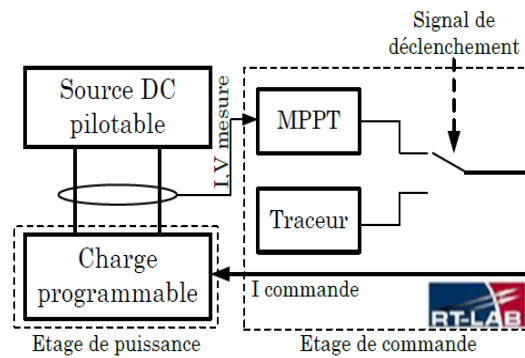 Signal de
déclenchement
Source DC
pilotable
I,V mesure
MPPT
Traceur
Charge
programmable
I commande
RT-LAB
Etage de puissance
Etage de commande